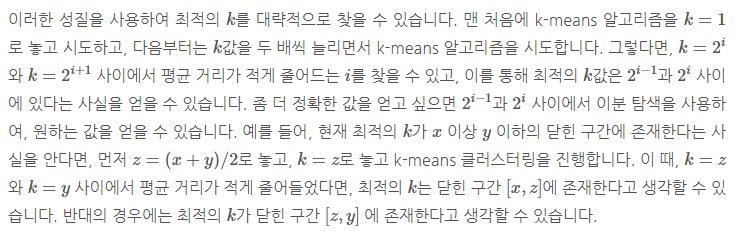 이러한 성질을 사용하여 최적의 k를 대략적으로 찾을 수 있습니다. 맨 처음에 k-means 알고리즘을 k = 1
로 놓고 시도하고, 다음부터는 k값을 두 배씩 늘리면서 k-means 알고리즘을 시도합니다. 그렇다면, k = 2^i
와 k = 2^{i+1} 사이에서 평균 거리가 적게 줄어드는 i를 찾을 수 있고, 이를 통해 최적의 k값은 2^{i−1}과 2^i 사이
에 있다는 사실을 얻을 수 있습니다. 좀 더 정확한 값을 얻고 싶으면 2^{i−1}과 2^i 사이에서 이분 탐색을 사용하
여, 원하는 값을 얻을 수 있습니다. 예를 들어, 현재 최적의 k가 x 이상 y 이하의 닫힌 구간에 존재한다는 사
실을 안다면, 먼저 z = (x + y)/2로 놓고, k = z로 놓고 k-means 클러스터링을 진행합니다. 이 때, k = z
와 k = y 사이에서 평균 거리가 적게 줄어들었다면, 최적의 k는 닫힌 구간 [x, z]에 존재한다고 생각할 수 있
습니다. 반대의 경우에는 최적의 k가 닫힌 구간 [z, y] 에 존재한다고 생각할 수 있습니다.